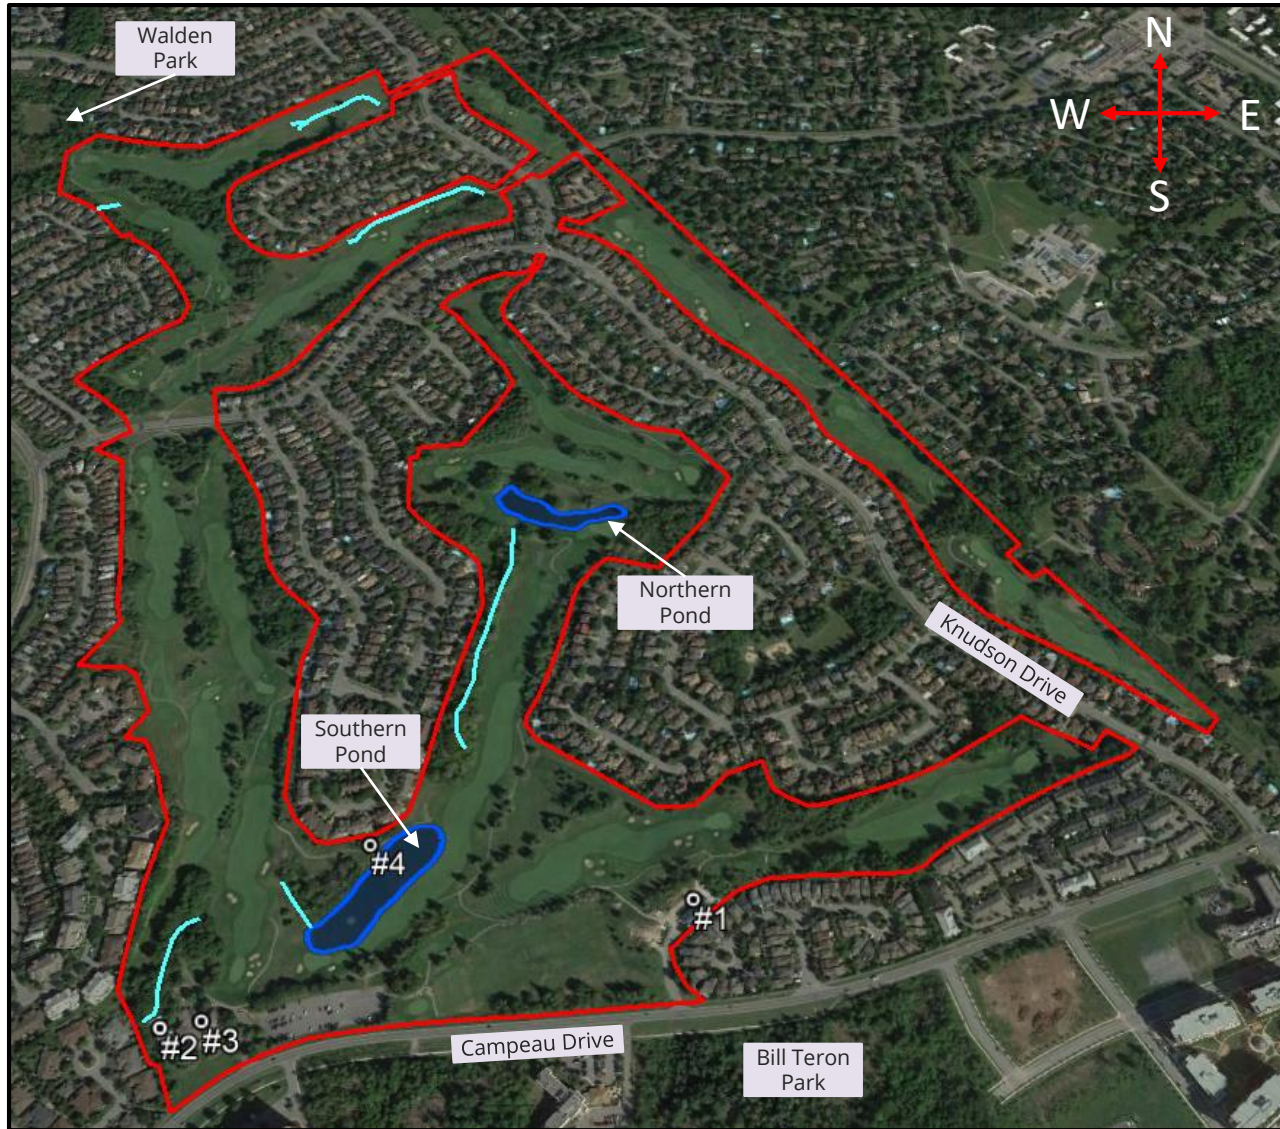 Walden
Park
N
W
E
S
Northern
Pond
Knudson Drive
Southern
Pond
#4
#1
#2
#3
Campeau Drive
Bill Teron
Park